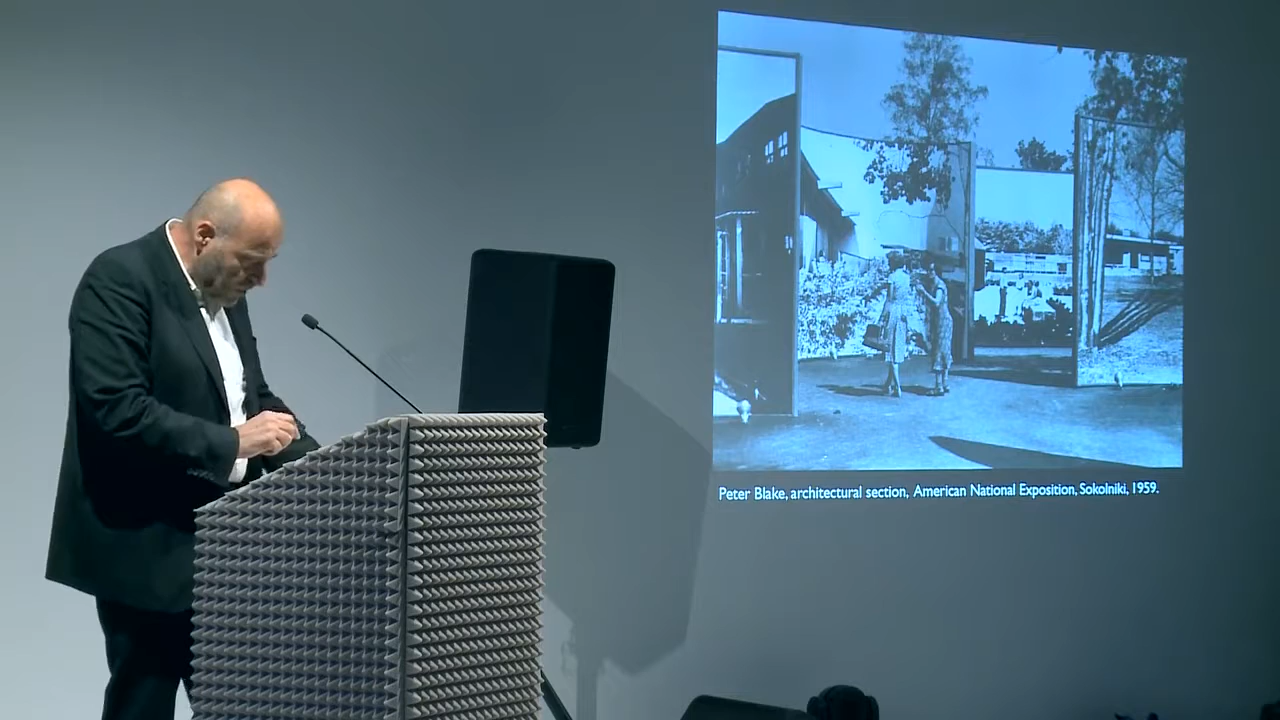 Peter Blake, architectural section, American National Exposition, Sokolniki, 1959.